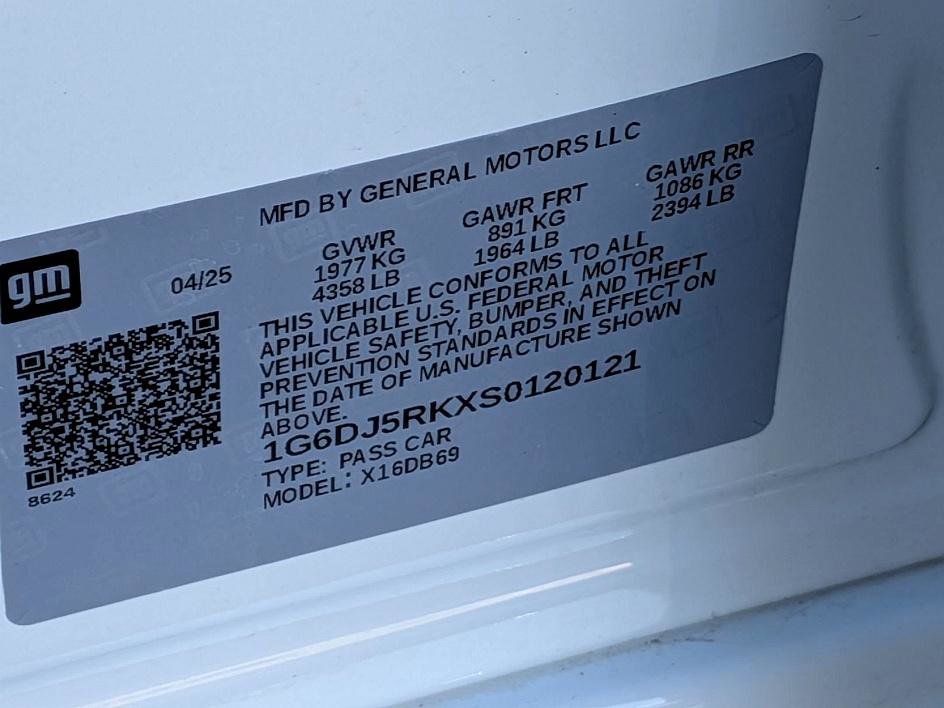 MFD BY GENERAL MOTORS LLC
gm
04/25
GVWR
1977 KG
4358 LB
GAWR FRT
891 KG
1964 LB
GAWR RR
1086 KG
2394 LB
THIS VEHICLE CONFORMS TO ALL
APPLICABLE U.S. FEDERAL MOTOR
VEHICLE SAFETY, BUMPER, AND THEFT
PREVENTION STANDARDS IN EFFECT ON
THE DATE OF MANUFACTURE SHOWN
ABOVE.
1G6DJ5RKXS0120121
TYPE: PASS CAR
MODEL: X16DB69
8624